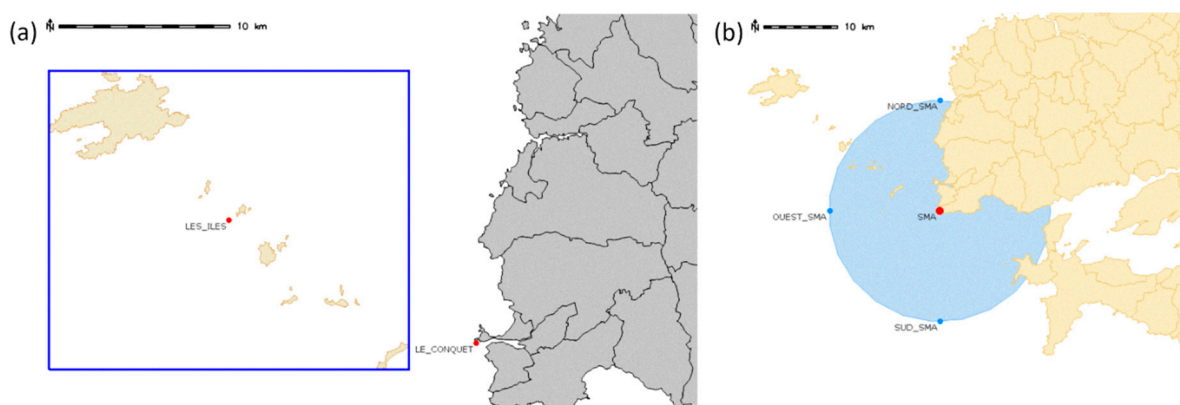 (a)
N
10 km
LES_ILES
LE_CONQUET
(b)
N
10 km
NORD_SMA
OUEST_SMA
SMA
SUD_SMA